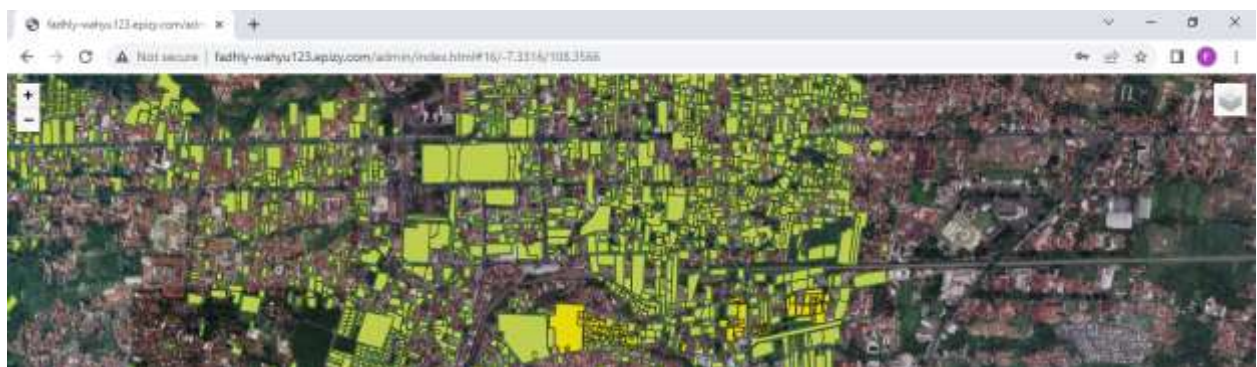 fadhly-wahyu123.epizy.com/adm
Not secure | fadhly-wahyu123.epizy.com/admin/index.html#16/-7.3316/108.3566
+
-